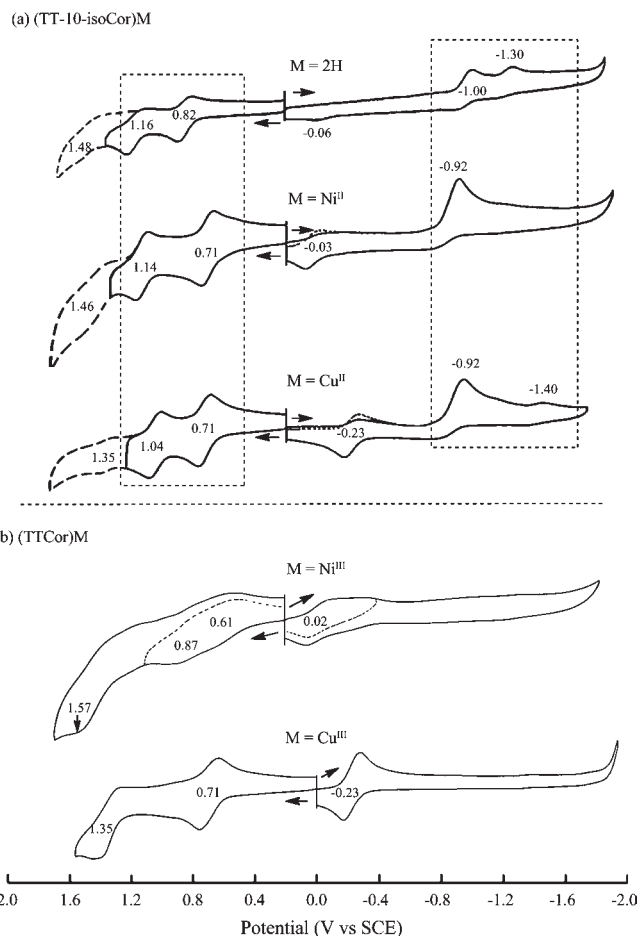 (a) (TT-10-isoCor)M
M = 2H
-1.30
-1.00
0.82
1.16
1.48
-0.06
-0.92
M = Ni^II
-0.03
0.71
1.14
1.46
M = Cu^II
-0.92
-1.40
-0.23
0.71
1.04
1.35
b) (TTCor)M
M = Ni^III
0.61
0.02
0.87
1.57
M = Cu^III
0.71
-0.23
1.35
2.0 1.6 1.2 0.8 0.4 0.0 -0.4 -0.8 -1.2 -1.6 -2.0
Potential (V vs SCE)